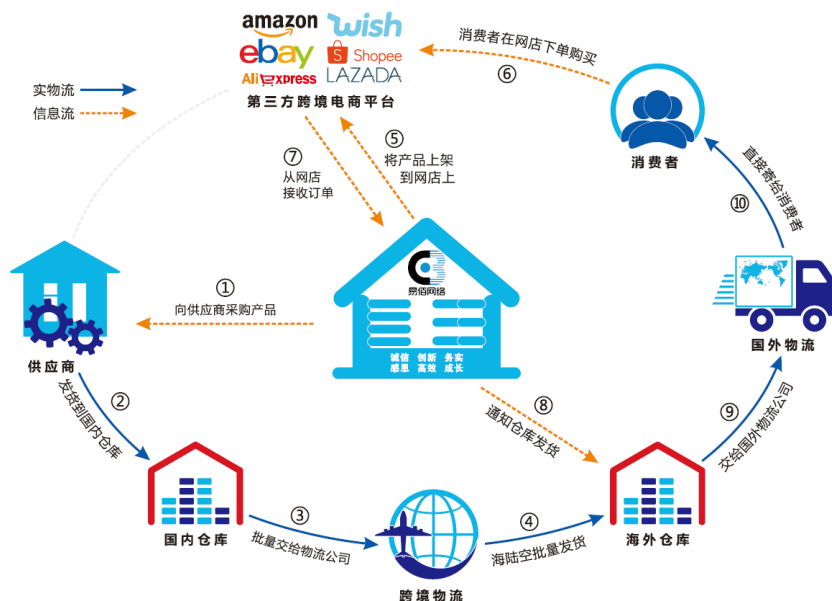 amazon
wish
ebay
Shopee
AliExpress
LAZADA
第三方跨境电商平台
实物流
信息流
⑥
消费者在网店下单购买
消费者
⑦
从网店
接收订单
⑤
将产品上架
到网店上
⑩
直接寄给消费者
易佰网络
诚信 创新 务实
感恩 高效 成长
①
向供应商采购产品
供应商
国外物流
②
发货到国内仓库
⑧
通知仓库发货
⑨
交给国外物流公司
国内仓库
③
批量交给物流公司
跨境物流
④
海陆空批量发货
海外仓库